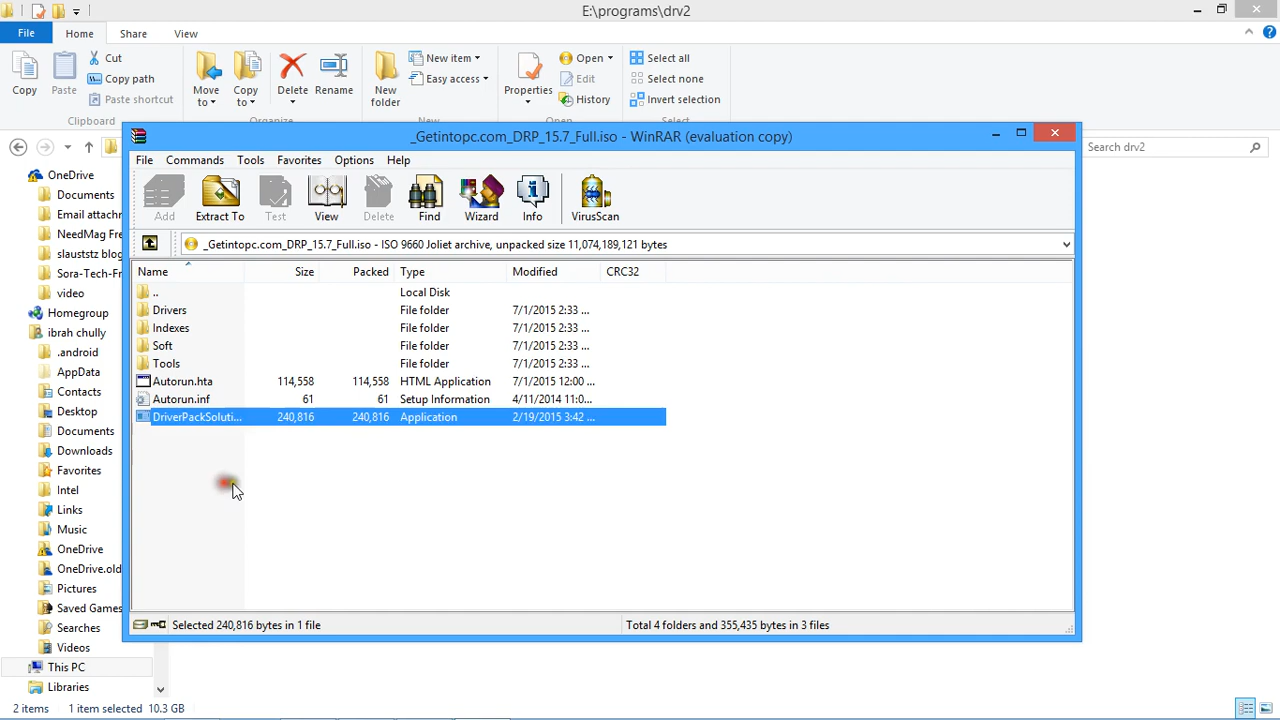 E:\programs\drv2
File Home Share View
Cut
Copy path
Paste shortcut
Copy Paste
Clipboard
Move to
Copy to
Delete Rename
Organize
New folder
New item
Easy access
New
Properties
Open
Edit
History
Open
Select all
Select none
Invert selection
Select
Search drv2
OneDrive
Documents
Email attachm
NeedMag Fre
slauststz blog
Sora-Tech-Fr
video
Homegroup
ibrah chully
.android
AppData
Contacts
Desktop
Documents
Downloads
Favorites
Intel
Links
Music
OneDrive
OneDrive.old
Pictures
Saved Games
Searches
Videos
This PC
Libraries
2 items 1 item selected 10.3 GB
_Getintopc.com_DRP_15.7_Full.iso - WinRAR (evaluation copy)
File Commands Tools Favorites Options Help
Add Extract To Test View Delete Find Wizard Info VirusScan
_Getintopc.com_DRP_15.7_Full.iso - ISO 9660 Joliet archive, unpacked size 11,074,189,121 bytes
Name Size Packed Type Modified CRC32
.. Local Disk
Drivers File folder 7/1/2015 2:33 ...
Indexes File folder 7/1/2015 2:33 ...
Soft File folder 7/1/2015 2:33 ...
Tools File folder 7/1/2015 2:33 ...
Autorun.hta 114,558 114,558 HTML Application 7/1/2015 12:00 ...
Autorun.inf 61 61 Setup Information 4/11/2014 11:0...
DriverPackSoluti... 240,816 240,816 Application 2/19/2015 3:42 ...
Selected 240,816 bytes in 1 file
Total 4 folders and 355,435 bytes in 3 files